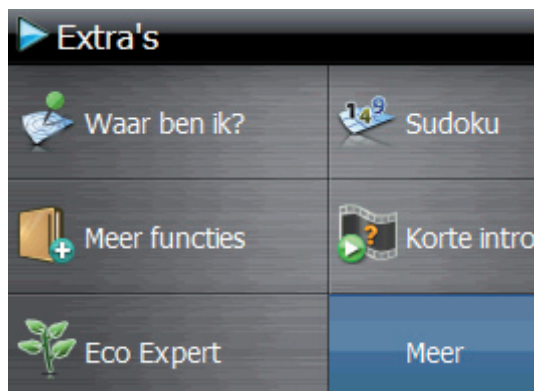 Extra's
Waar ben ik?
Sudoku
Meer functies
Korte intro
Eco Expert
Meer